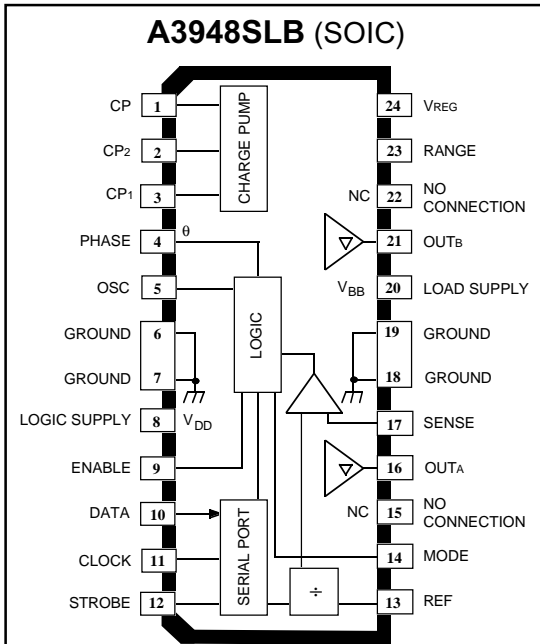 A3948SLB (SOIC)
CP 1
CP2 2
CP1 3
PHASE 4 θ
OSC 5
GROUND 6
GROUND 7
LOGIC SUPPLY 8 VDD
ENABLE 9
DATA 10
CLOCK 11
STROBE 12
CHARGE PUMP
LOGIC
SERIAL PORT
÷
24 VREG
23 RANGE
NC 22 NO
CONNECTION
21 OUTB
VBB 20 LOAD SUPPLY
19 GROUND
18 GROUND
17 SENSE
16 OUTA
NC 15 NO
CONNECTION
14 MODE
13 REF